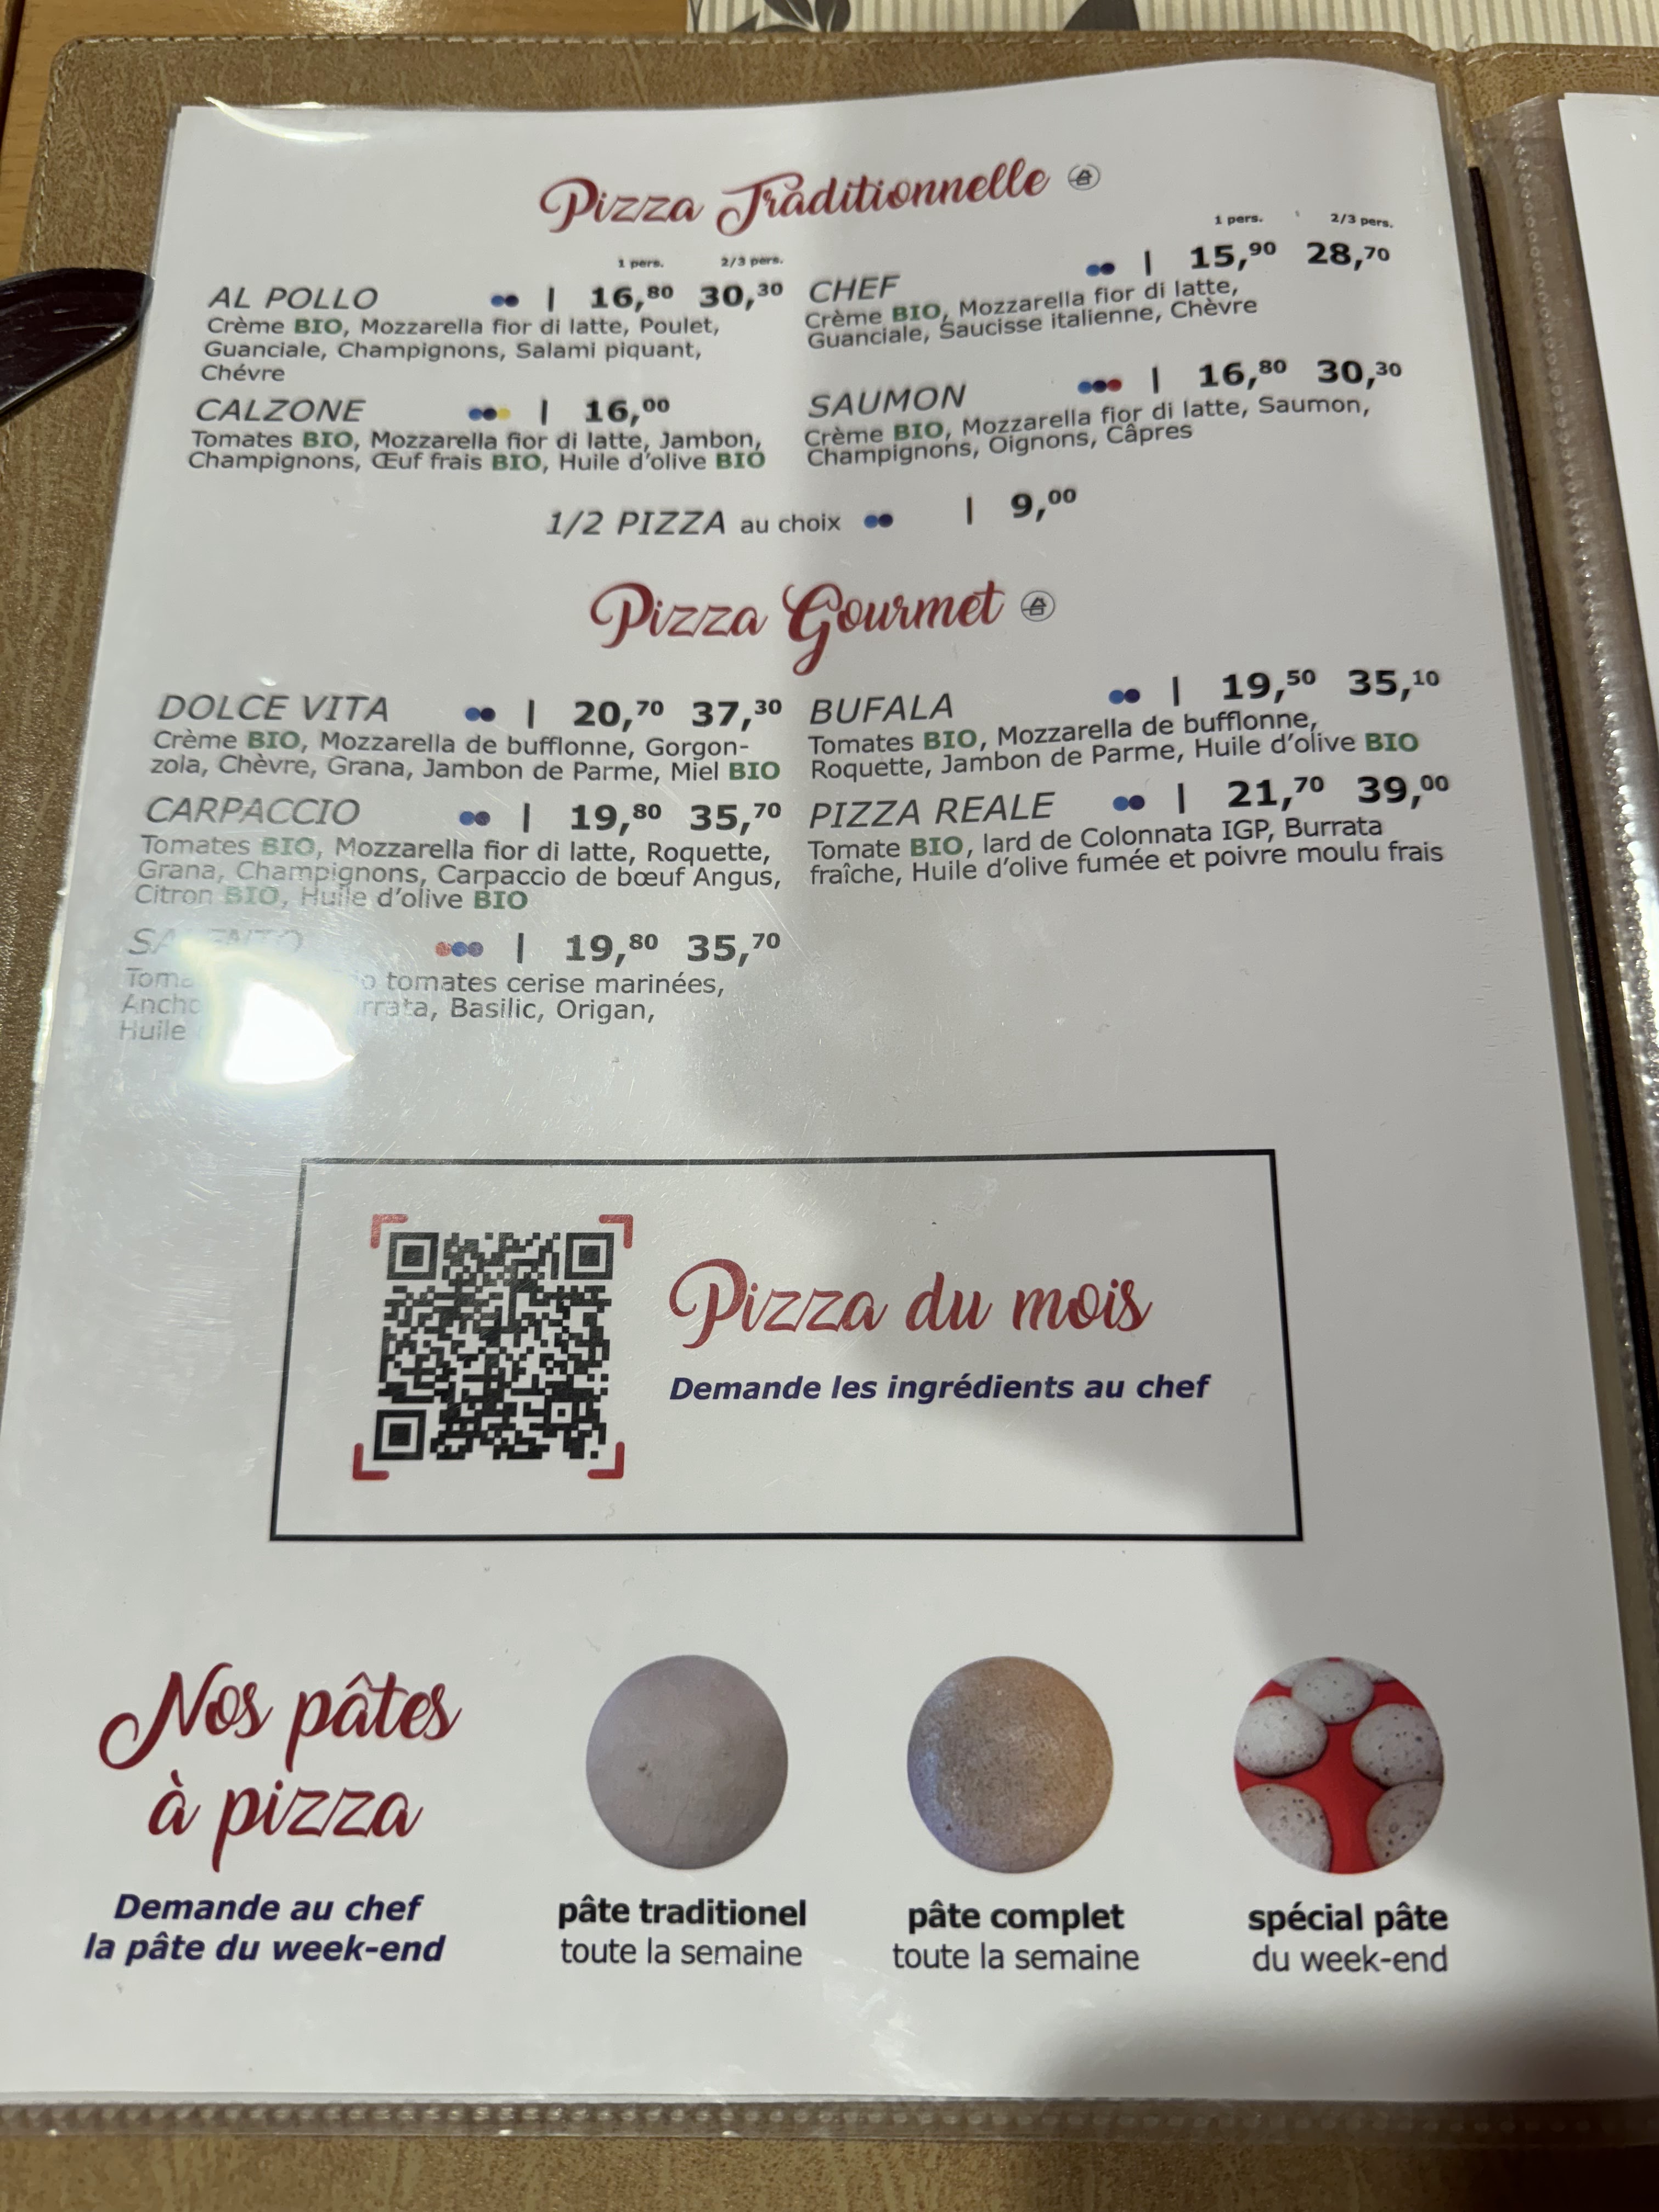 Pizza Traditionnelle
1 pers. 2/3 pers.
AL POLLO | 16,80 30,30
Crème BIO, Mozzarella fior di latte, Poulet,
Guanciale, Champignons, Salami piquant,
Chévre
CALZONE | 16,00
Tomates BIO, Mozzarella fior di latte, Jambon,
Champignons, Œuf frais BIO, Huile d'olive BIO
1 pers. 2/3 pers.
CHEF | 15,90 28,70
Crème BIO, Mozzarella fior di latte,
Guanciale, Saucisse italienne, Chèvre
SAUMON | 16,80 30,30
Crème BIO, Mozzarella fior di latte, Saumon,
Champignons, Oignons, Câpres
1/2 PIZZA au choix | 9,00
Pizza Gourmet
DOLCE VITA | 20,70 37,30
Crème BIO, Mozzarella de bufflonne, Gorgon-
zola, Chèvre, Grana, Jambon de Parme, Miel BIO
CARPACCIO | 19,80 35,70
Tomates BIO, Mozzarella fior di latte, Roquette,
Grana, Champignons, Carpaccio de bœuf Angus,
Citron BIO, Huile d'olive BIO
| 19,80 35,70
tomates cerise marinées,
Basilic, Origan,
Huile
BUFALA | 19,50 35,10
Tomates BIO, Mozzarella de bufflonne,
Roquette, Jambon de Parme, Huile d'olive BIO
PIZZA REALE | 21,70 39,00
Tomate BIO, lard de Colonnata IGP, Burrata
fraîche, Huile d'olive fumée et poivre moulu frais
Pizza du mois
Demande les ingrédients au chef
Nos pâtes
à pizza
Demande au chef
la pâte du week-end
pâte traditionel
toute la semaine
pâte complet
toute la semaine
spécial pâte
du week-end